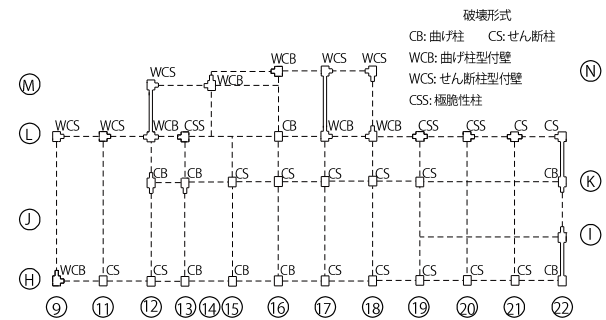 破壊形式
CB: 曲げ柱 CS: せん断柱
WCB: 曲げ柱型付壁
WCS: せん断柱型付壁
CSS: 極脆性柱
WCB WCS WCS
N
WCS WCB
M
L
WCS WCS WCB CSS CB WCB WCB CSS CSS CS CS
CB CB CS CS CS CS CS CB
K
J
I
WCB CS CS CB CB CB CS CS CS CS CS CB
H
9 11 12 13 14 15 16 17 18 19 20 21 22